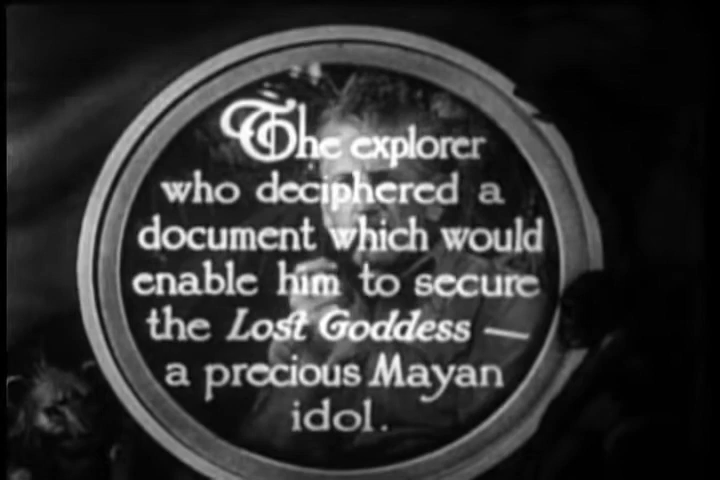 The explorer
who deciphered a
document which would
enable him to secure
the Lost Goddess —
a precious Mayan
idol.